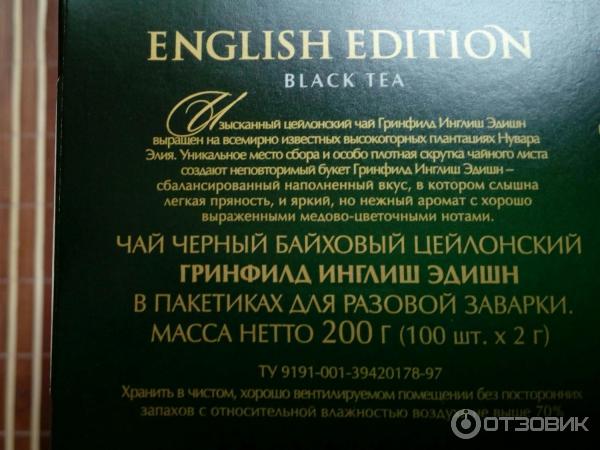 ENGLISH EDITION
BLACK TEA
Изысканный цейлонский чай Гринфилд Инглиш Эдишн
выращен на всемирно известных высокогорных плантациях Нувара
Элия. Уникальное место сбора и особо плотная скрутка чайного листа
создают неповторимый букет Гринфилд Инглиш Эдишн –
сбалансированный наполненный вкус, в котором слышна
легкая пряность, и яркий, но нежный аромат с хорошо
выраженными медово-цветочными нотами.
ЧАЙ ЧЕРНЫЙ БАЙХОВЫЙ ЦЕЙЛОНСКИЙ
ГРИНФИЛД ИНГЛИШ ЭДИШН
В ПАКЕТИКАХ ДЛЯ РАЗОВОЙ ЗАВАРКИ.
МАССА НЕТТО 200 Г (100 шт. х 2 г)
ТУ 9191-001-39420178-97
Хранить в чистом, хорошо вентилируемом помещении без посторонних
запахов с относительной влажностью воздуха не выше 70%
ОТЗОВИК